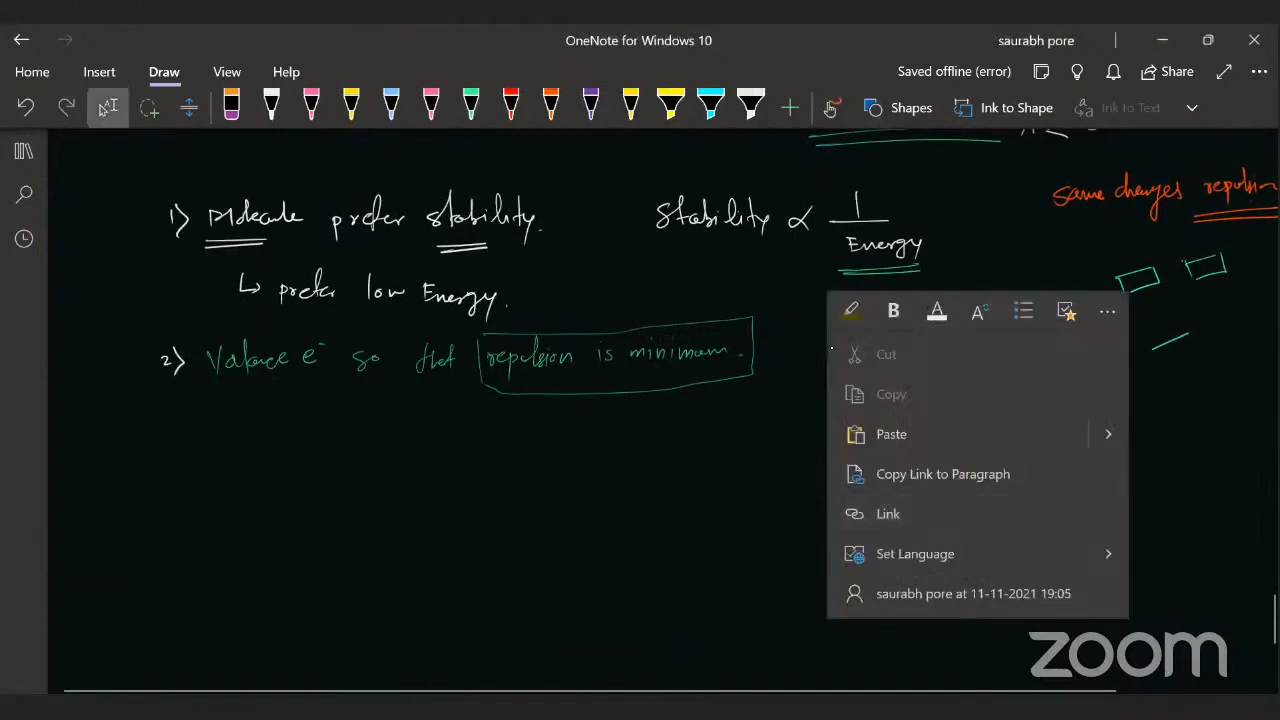 OneNote for Windows 10
saurabh pore
Home Insert Draw View Help
Saved offline (error) Share
Shapes Ink to Shape Ink to Text
same charges repulsion
1) Molecule prefer stability. Stability ∝ 1
Energy
↳ prefer low Energy.
2) Valance e⁻ so that repulsion is minimum.
Cut
Copy
Paste
Copy Link to Paragraph
Link
Set Language
saurabh pore at 11-11-2021 19:05
zoom